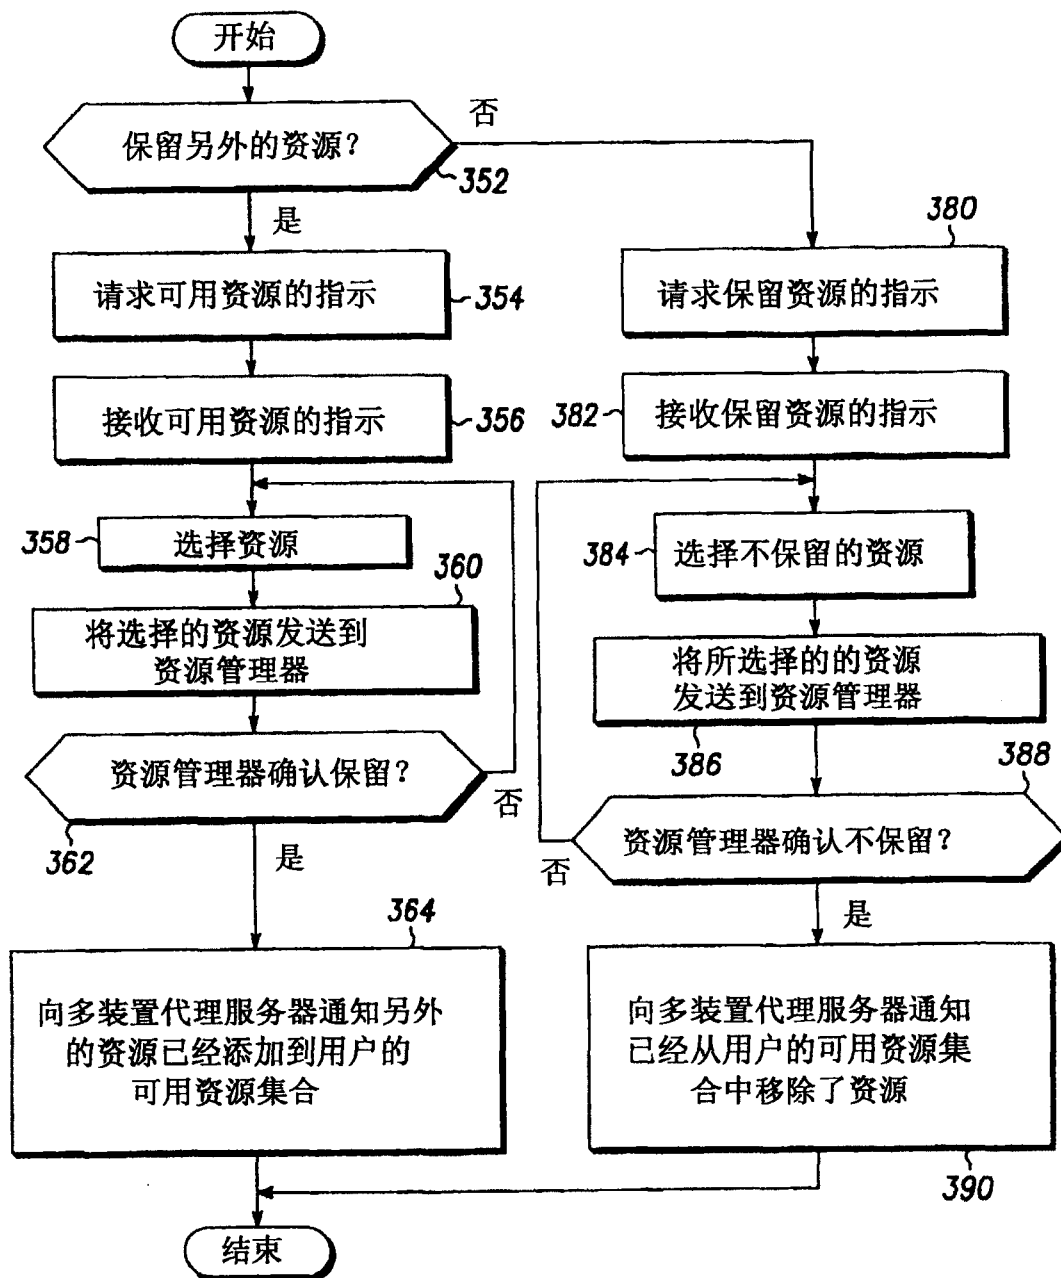 开始
保留另外的资源?
否
352
是
请求可用资源的指示
354
接收可用资源的指示
356
358
选择资源
360
将选择的资源发送到
资源管理器
资源管理器确认保留?
否
362
是
364
向多装置代理服务器通知另外
的资源已经添加到用户的
可用资源集合
380
请求保留资源的指示
382
接收保留资源的指示
384
选择不保留的资源
将所选择的的资源
发送到资源管理器
386
388
资源管理器确认不保留?
否
是
向多装置代理服务器通知
已经从用户的可用资源集
合中移除了资源
390
结束